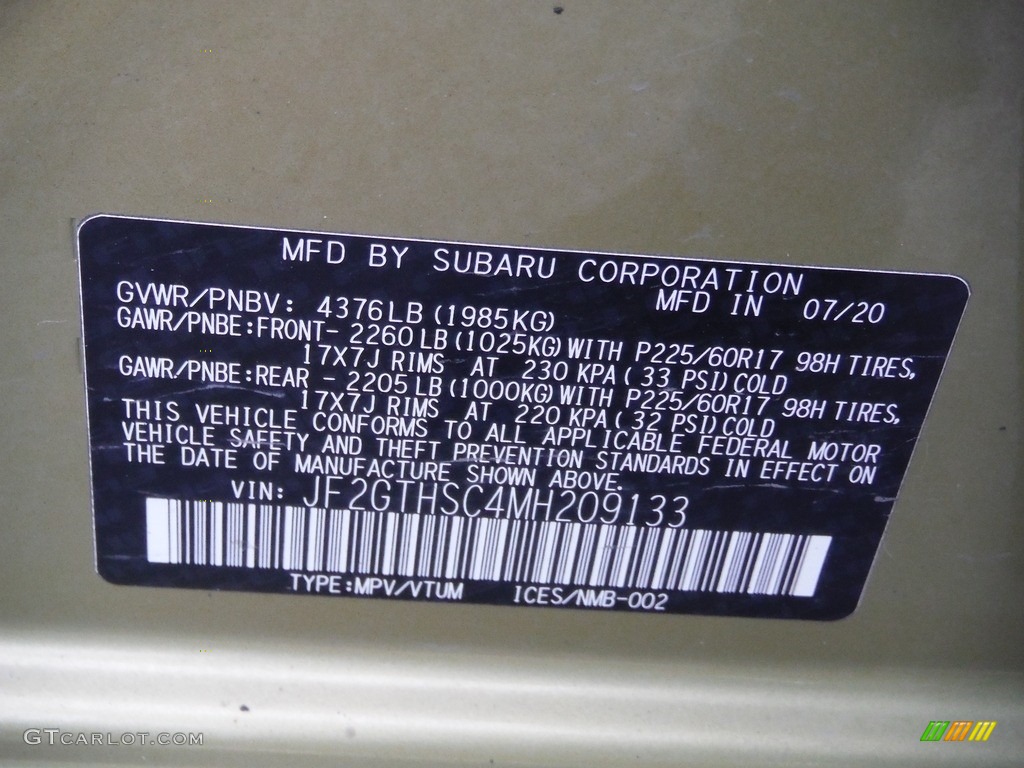 MFD BY SUBARU CORPORATION
MFD IN 07/20
GVWR/PNBV: 4376LB (1985KG)
GAWR/PNBE:FRONT- 2260LB (1025KG) WITH P225/60R17 98H TIRES,
17X7J RIMS AT 230 KPA( 33 PSI) COLD
GAWR/PNBE:REAR - 2205LB (1000KG) WITH P225/60R17 98H TIRES,
17X7J RIMS AT 220 KPA( 32 PSI) COLD
THIS VEHICLE CONFORMS TO ALL APPLICABLE FEDERAL MOTOR
VEHICLE SAFETY AND THEFT PREVENTION STANDARDS IN EFFECT ON
THE DATE OF MANUFACTURE SHOWN ABOVE.
VIN: JF2GTHSC4MH209133
TYPE:MPV/VTUM ICES/NMB-002
GTCARLOT.COM